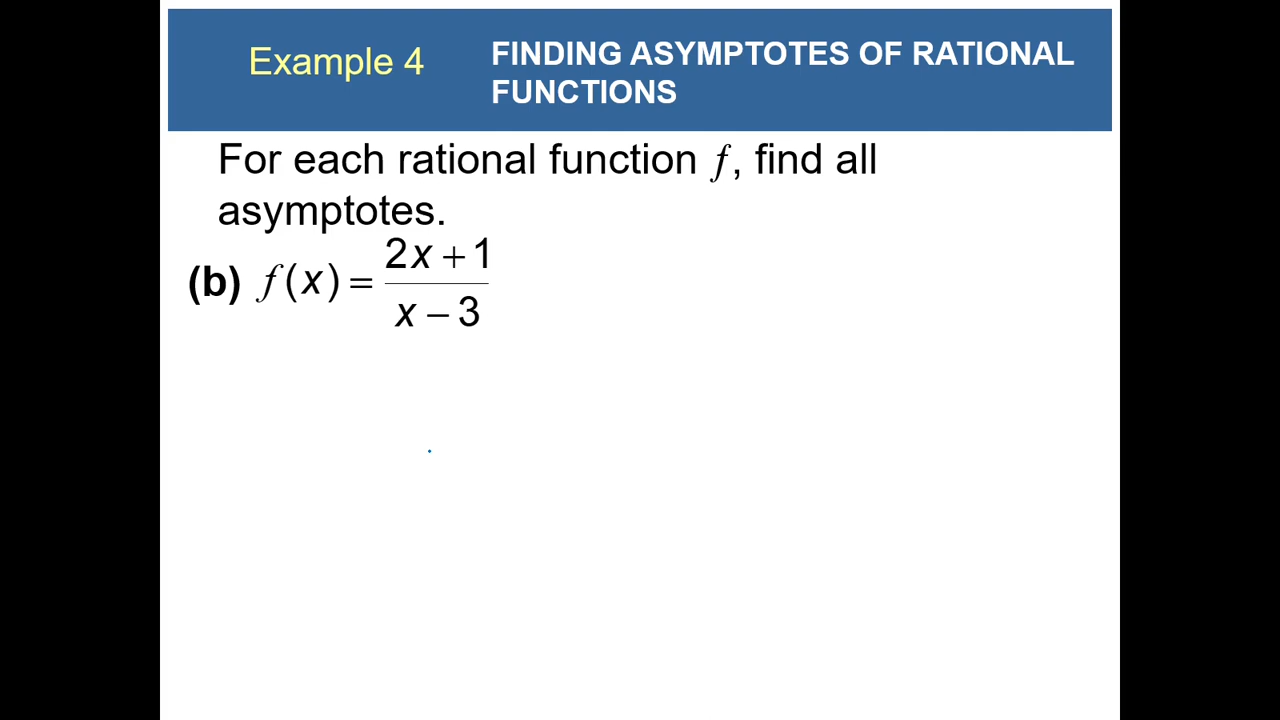 Example 4
FINDING ASYMPTOTES OF RATIONAL
FUNCTIONS
For each rational function f, find all
asymptotes.
(b) f(x) = (2x + 1)/(x − 3)